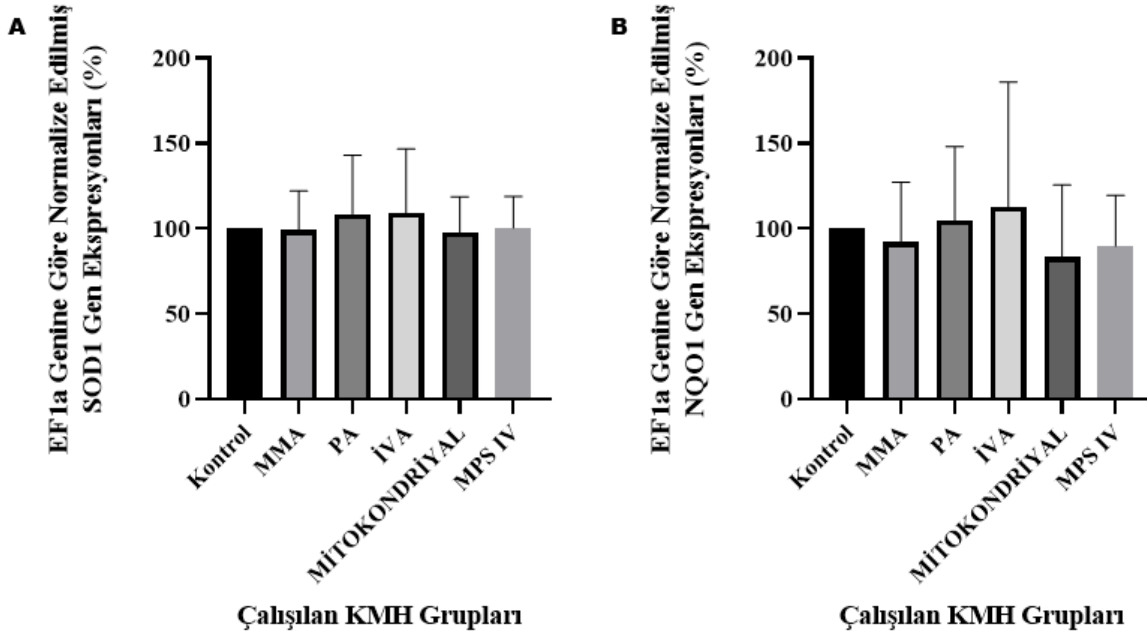 A
EF1a Genine Göre Normalize Edilmiş
SOD1 Gen Ekspresyonları (%)
200
150
100
50
0
Kontrol
MMA
PA
İVA
MİTOKONDRİYAL
MPS IV
Çalışılan KMH Grupları
B
EF1a Genine Göre Normalize Edilmiş
NQO1 Gen Ekspresyonları (%)
200
150
100
50
0
Kontrol
MMA
PA
İVA
MİTOKONDRİYAL
MPS IV
Çalışılan KMH Grupları